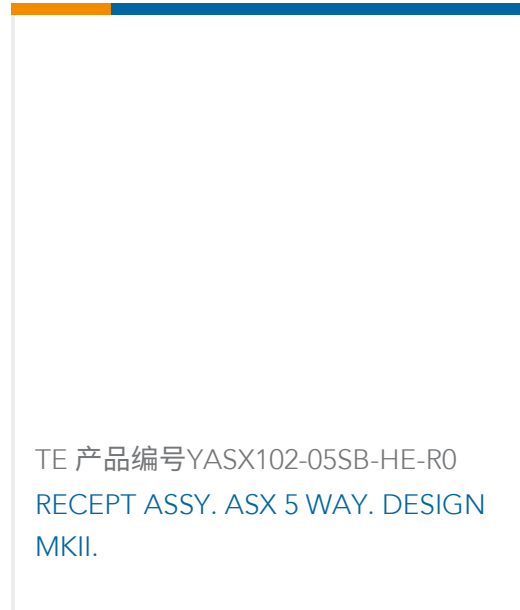 TE 产品编号YASX102-05SB-HE-R0
RECEPT ASSY. ASX 5 WAY. DESIGN
MKII.